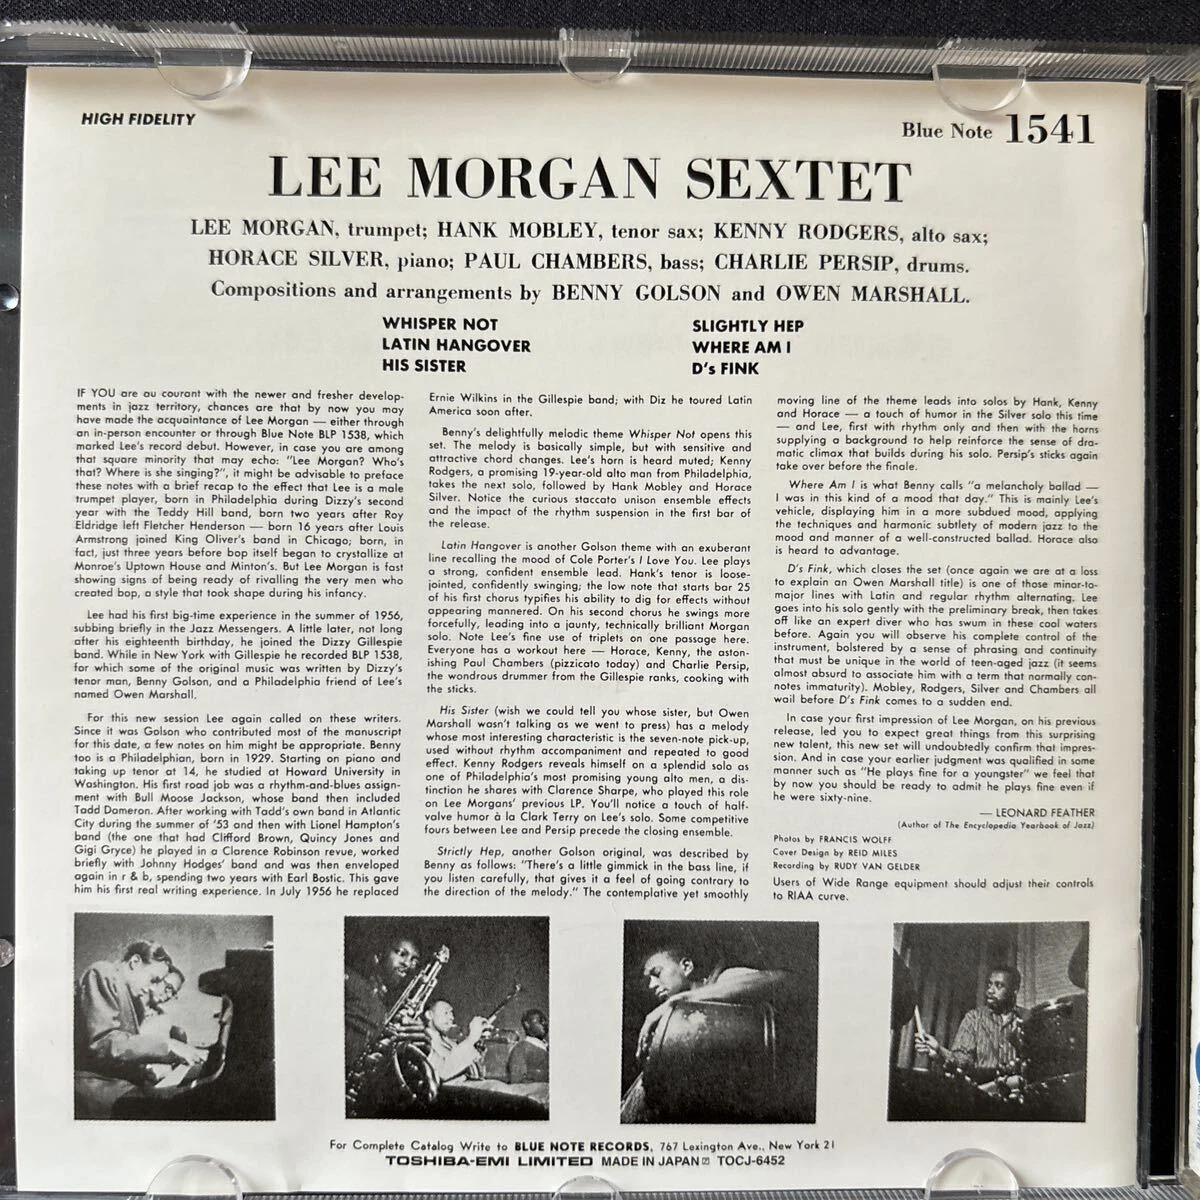 HIGH FIDELITY
Blue Note 1541
LEE MORGAN SEXTET
LEE MORGAN, trumpet; HANK MOBLEY, tenor sax; KENNY RODGERS, alto sax;
HORACE SILVER, piano; PAUL CHAMBERS, bass; CHARLIE PERSIP, drums.
Compositions and arrangements by BENNY GOLSON and OWEN MARSHALL.
WHISPER NOT
LATIN HANGOVER
HIS SISTER
SLIGHTLY HEP
WHERE AM I
D's FINK
IF YOU are au courant with the newer and fresher develop-
ments in jazz territory, chances are that by now you may
have made the acquaintance of Lee Morgan — either through
an in-person encounter or through Blue Note BLP 1538, which
marked Lee's record debut. However, in case you are among
that square minority that may echo: "Lee Morgan? Who's
that? Where is she singing?", it might be advisable to preface
these notes with a brief recap to the effect that Lee is a male
trumpet player, born in Philadelphia during Dizzy's second
year with the Teddy Hill band, born two years after Roy
Eldridge left Fletcher Henderson — born 16 years after Louis
Armstrong joined King Oliver's band in Chicago; born, in
fact, just three years before bop itself began to crystallize at
Monroe's Uptown House and Minton's. But Lee Morgan is fast
showing signs of being ready of rivalling the very men who
created bop, a style that took shape during his infancy.
Lee had his first big-time experience in the summer of 1956,
subbing briefly in the Jazz Messengers. A little later, not long
after his eighteenth birthday, he joined the Dizzy Gillespie
band. While in New York with Gillespie he recorded BLP 1538,
for which some of the original music was written by Dizzy's
tenor man, Benny Golson, and a Philadelphia friend of Lee's
named Owen Marshall.
For this new session Lee again called on these writers.
Since it was Golson who contributed most of the manuscript
for this date, a few notes on him might be appropriate. Benny
too is a Philadelphian, born in 1929. Starting on piano and
taking up tenor at 14, he studied at Howard University in
Washington. His first road job was a rhythm-and-blues assign-
ment with Bull Moose Jackson, whose band then included
Tadd Dameron. After working with Tadd's own band in Atlantic
City during the summer of '53 and then with Lionel Hampton's
band (the one that had Clifford Brown, Quincy Jones and
Gigi Gryce) he played in a Clarence Robinson revue, worked
briefly with Johnny Hodges' band and was then enveloped
again in r & b, spending two years with Earl Bostic. This gave
him his first real writing experience. In July 1956 he replaced
Ernie Wilkins in the Gillespie band; with Diz he toured Latin
America soon after.
Benny's delightfully melodic theme Whisper Not opens this
set. The melody is basically simple, but with sensitive and
attractive chord changes. Lee's horn is heard muted; Kenny
Rodgers, a promising 19-year-old alto man from Philadelphia,
takes the next solo, followed by Hank Mobley and Horace
Silver. Notice the curious staccato unison ensemble effects
and the impact of the rhythm suspension in the first bar of
the release.
Latin Hangover is another Golson theme with an exuberant
line recalling the mood of Cole Porter's I Love You. Lee plays
a strong, confident ensemble lead. Hank's tenor is loose-
jointed, confidently swinging; the low note that starts bar 25
of his first chorus typifies his ability to dig for effects without
appearing mannered. On his second chorus he swings more
forcefully, leading into a jaunty, technically brilliant Morgan
solo. Note Lee's fine use of triplets on one passage here.
Everyone has a workout here — Horace, Kenny, the aston-
ishing Paul Chambers (pizzicato today) and Charlie Persip,
the wondrous drummer from the Gillespie ranks, cooking with
the sticks.
His Sister (wish we could tell you whose sister, but Owen
Marshall wasn't talking as we went to press) has a melody
whose most interesting characteristic is the seven-note pick-up,
used without rhythm accompaniment and repeated to good
effect. Kenny Rodgers reveals himself on a splendid solo as
one of Philadelphia's most promising young alto men, a dis-
tinction he shares with Clarence Sharpe, who played this role
on Lee Morgans' previous LP. You'll notice a touch of half-
valve humor à la Clark Terry on Lee's solo. Some competitive
fours between Lee and Persip precede the closing ensemble.
Strictly Hep, another Golson original, was described by
Benny as follows: "There's a little gimmick in the bass line, if
you listen carefully, that gives it a feel of going contrary to
the direction of the melody." The contemplative yet smoothly
moving line of the theme leads into solos by Hank, Kenny
and Horace — a touch of humor in the Silver solo this time
— and Lee, first with rhythm only and then with the horns
supplying a background to help reinforce the sense of dra-
matic climax that builds during his solo. Persip's sticks again
take over before the finale.
Where Am I is what Benny calls "a melancholy ballad —
I was in this kind of a mood that day." This is mainly Lee's
vehicle, displaying him in a more subdued mood, applying
the techniques and harmonic subtlety of modern jazz to the
mood and manner of a well-constructed ballad. Horace also
is heard to advantage.
D's Fink, which closes the set (once again we are at a loss
to explain an Owen Marshall title) is one of those minor-to-
major lines with Latin and regular rhythm alternating. Lee
goes into his solo gently with the preliminary break, then takes
off like an expert diver who has swum in these cool waters
before. Again you will observe his complete control of the
instrument, bolstered by a sense of phrasing and continuity
that must be unique in the world of teen-aged jazz (it seems
almost absurd to associate him with a term that normally con-
notes immaturity). Mobley, Rodgers, Silver and Chambers all
wail before D's Fink comes to a sudden end.
In case your first impression of Lee Morgan, on his previous
release, led you to expect great things from this surprising
new talent, this new set will undoubtedly confirm that impres-
sion. And in case your earlier judgment was qualified in some
manner such as "He plays fine for a youngster" we feel that
by now you should be ready to admit he plays fine even if
he were sixty-nine.
— LEONARD FEATHER
(Author of The Encyclopedia Yearbook of Jazz)
Photos by FRANCIS WOLFF
Cover Design by REID MILES
Recording by RUDY VAN GELDER
Users of Wide Range equipment should adjust their controls
to RIAA curve.
For Complete Catalog Write to BLUE NOTE RECORDS, 767 Lexington Ave., New York 21
TOSHIBA-EMI LIMITED MADE IN JAPAN TOCJ-6452